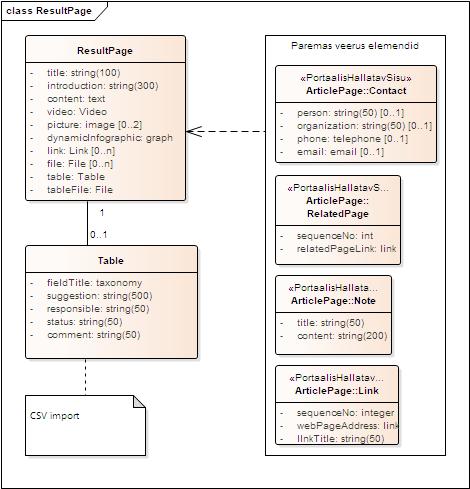 class ResultPage
ResultPage
- title: string(100)
- introduction: string(300)
- content: text
- video: Video
- picture: image [0..2]
- dynamicInfographic: graph
- link: Link [0..n]
- file: File [0..n]
- table: Table
- tableFile: File
1
0..1
Table
- fieldTitle: taxonomy
- suggestion: string(500)
- responsible: string(50)
- status: string(50)
- comment: string(50)
CSV import
Paremas veerus elemendid
«PortaalisHallatavSisu»
ArticlePage::Contact
- person: string(50) [0..1]
- organization: string(50) [0..1]
- phone: telephone [0..1]
- email: email [0..1]
«PortaalisHallatavS...
ArticlePage::
RelatedPage
- sequenceNo: int
- relatedPageLink: link
«PortaalisHallata...
ArticlePage::Note
- title: string(50)
- content: string(200)
«PortaalisHallatav...
ArticlePage::Link
- sequenceNo: integer
- webPageAddress: link
- lInkTitle: string(50)